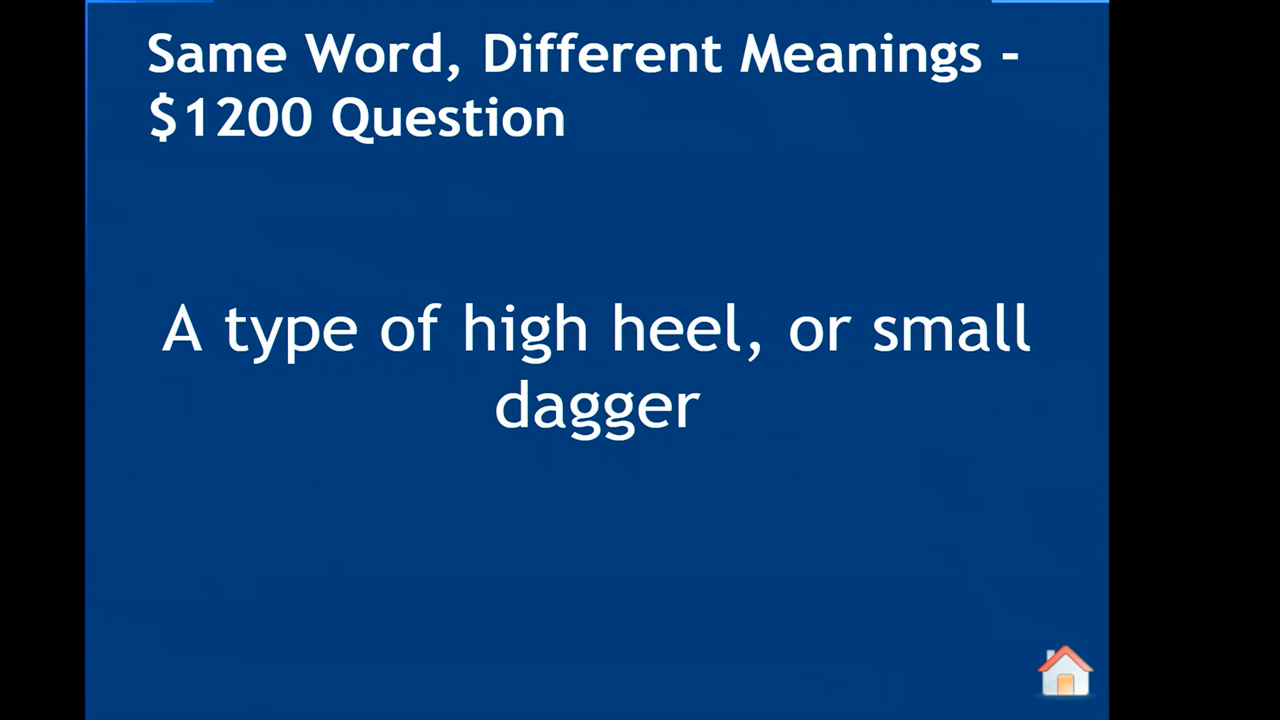 Same Word, Different Meanings -
$1200 Question
A type of high heel, or small
dagger